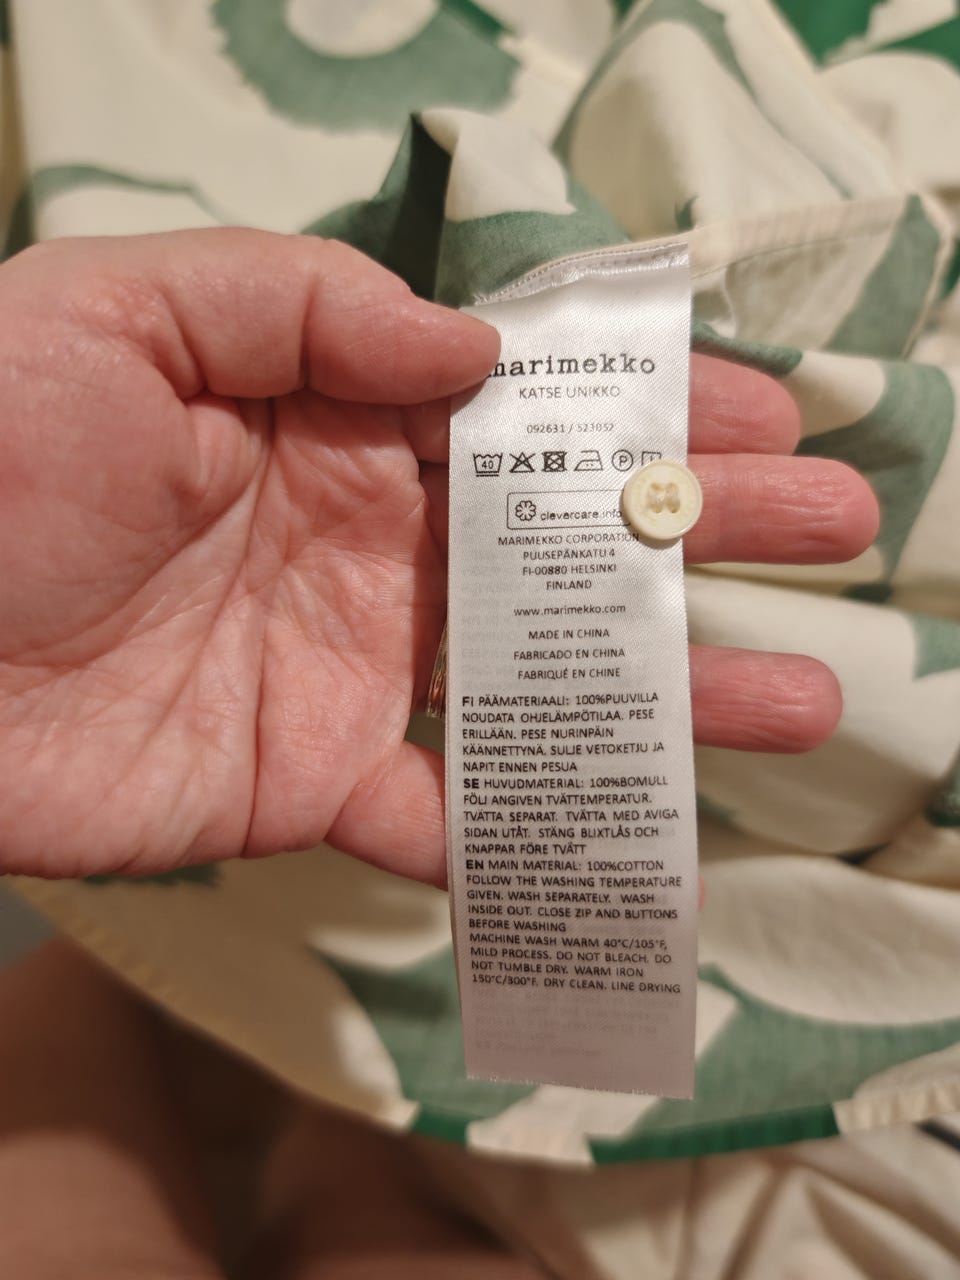 marimekko
KATSE UNIKKO
092631 / 523052
40 P
clevercare.info
MARIMEKKO CORPORATION
PUUSEPÄNKATU 4
FI-00880 HELSINKI
FINLAND
www.marimekko.com
MADE IN CHINA
FABRICADO EN CHINA
FABRIQUÉ EN CHINE
FI PÄÄMATERIAALI: 100%PUUVILLA
NOUDATA OHJELÄMPÖTILAA. PESE
ERILLÄÄN. PESE NURINPÄIN
KÄÄNNETTYNÄ. SULJE VETOKETJU JA
NAPIT ENNEN PESUA
SE HUVUDMATERIAL: 100%BOMULL
FÖLJ ANGIVEN TVÄTTEMPERATUR.
TVÄTTA SEPARAT. TVÄTTA MED AVIGA
SIDAN UTÅT. STÄNG BLIXTLÅS OCH
KNAPPAR FÖRE TVÄTT
EN MAIN MATERIAL: 100%COTTON
FOLLOW THE WASHING TEMPERATURE
GIVEN. WASH SEPARATELY. WASH
INSIDE OUT. CLOSE ZIP AND BUTTONS
BEFORE WASHING
MACHINE WASH WARM 40°C/105°F,
MILD PROCESS. DO NOT BLEACH. DO
NOT TUMBLE DRY. WARM IRON
150°C/300°F. DRY CLEAN. LINE DRYING